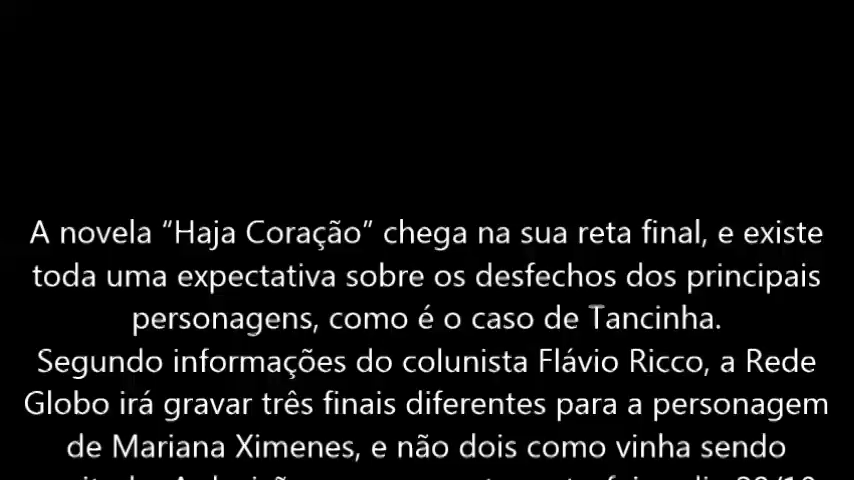 A novela “Haja Coração” chega na sua reta final, e existe
toda uma expectativa sobre os desfechos dos principais
personagens, como é o caso de Tancinha.
Segundo informações do colunista Flávio Ricco, a Rede
Globo irá gravar três finais diferentes para a personagem
de Mariana Ximenes, e não dois como vinha sendo